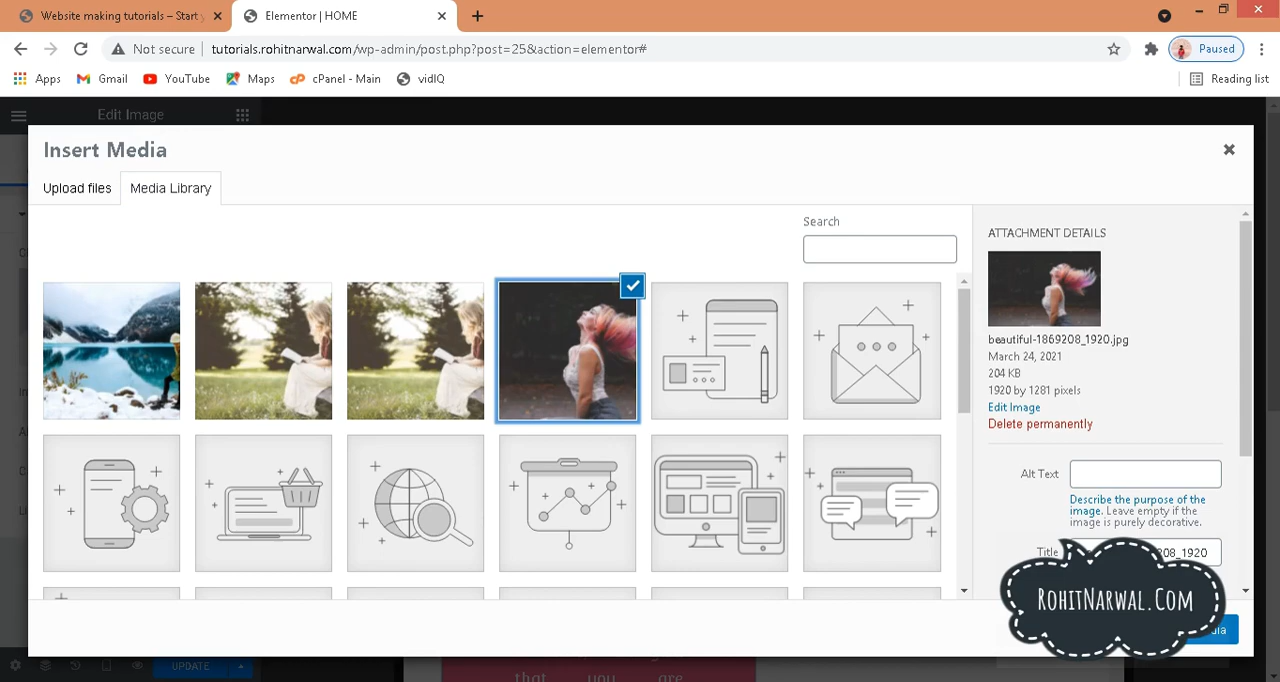 Website making tutorials – Start
Elementor | HOME
Not secure
tutorials.rohitnarwal.com/wp-admin/post.php?post=25&action=elementor#
Paused
Apps
Gmail
YouTube
Maps
cPanel - Main
vidIQ
Reading list
Edit Image
Insert Media
Upload files
Media Library
Search
ATTACHMENT DETAILS
beautiful-1869208_1920.jpg
March 24, 2021
204 KB
1920 by 1281 pixels
Edit Image
Delete permanently
Alt Text
Describe the purpose of the
image. Leave empty if the
image is purely decorative.
Title
08_1920
RohitNarwal.Com
UPDATE
that you are